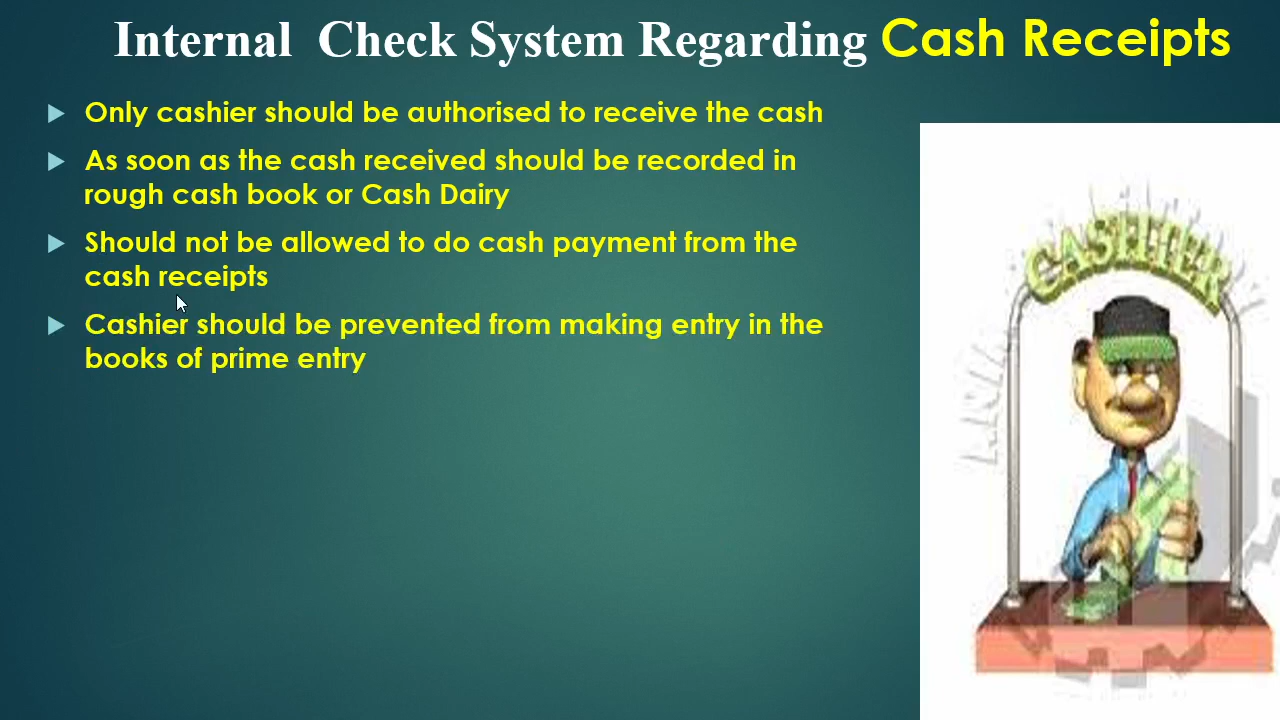 Internal Check System Regarding Cash Receipts
Only cashier should be authorised to receive the cash
As soon as the cash received should be recorded in
rough cash book or Cash Dairy
Should not be allowed to do cash payment from the
cash receipts
Cashier should be prevented from making entry in the
books of prime entry
CASHIER